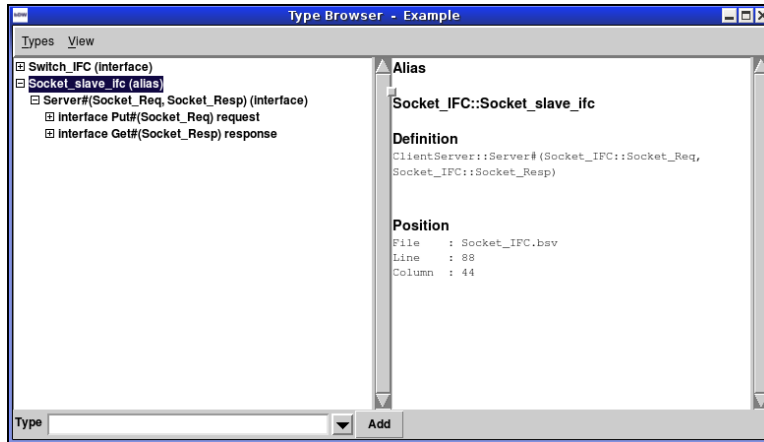 Type Browser - Example
Types View
Switch_IFC (interface)
Socket_slave_ifc (alias)
Server#(Socket_Req, Socket_Resp) (interface)
interface Put#(Socket_Req) request
interface Get#(Socket_Resp) response
Alias
Socket_IFC::Socket_slave_ifc
Definition
ClientServer::Server#(Socket_IFC::Socket_Req,
Socket_IFC::Socket_Resp)
Position
File : Socket_IFC.bsv
Line : 88
Column : 44
Type
Add